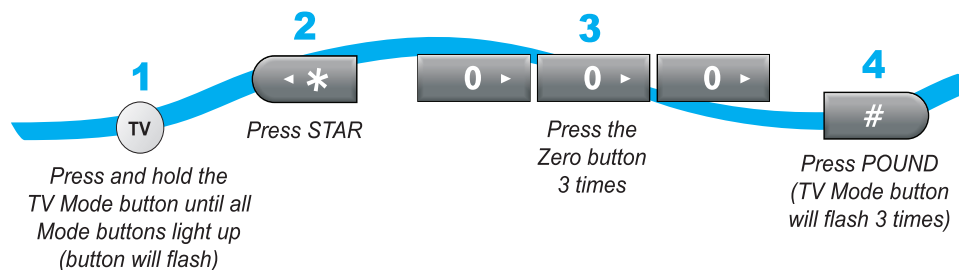 1
TV
Press and hold the
TV Mode button until all
Mode buttons light up
(button will flash)
2
*
Press STAR
3
0 0 0
Press the
Zero button
3 times
4
#
Press POUND
(TV Mode button
will flash 3 times)